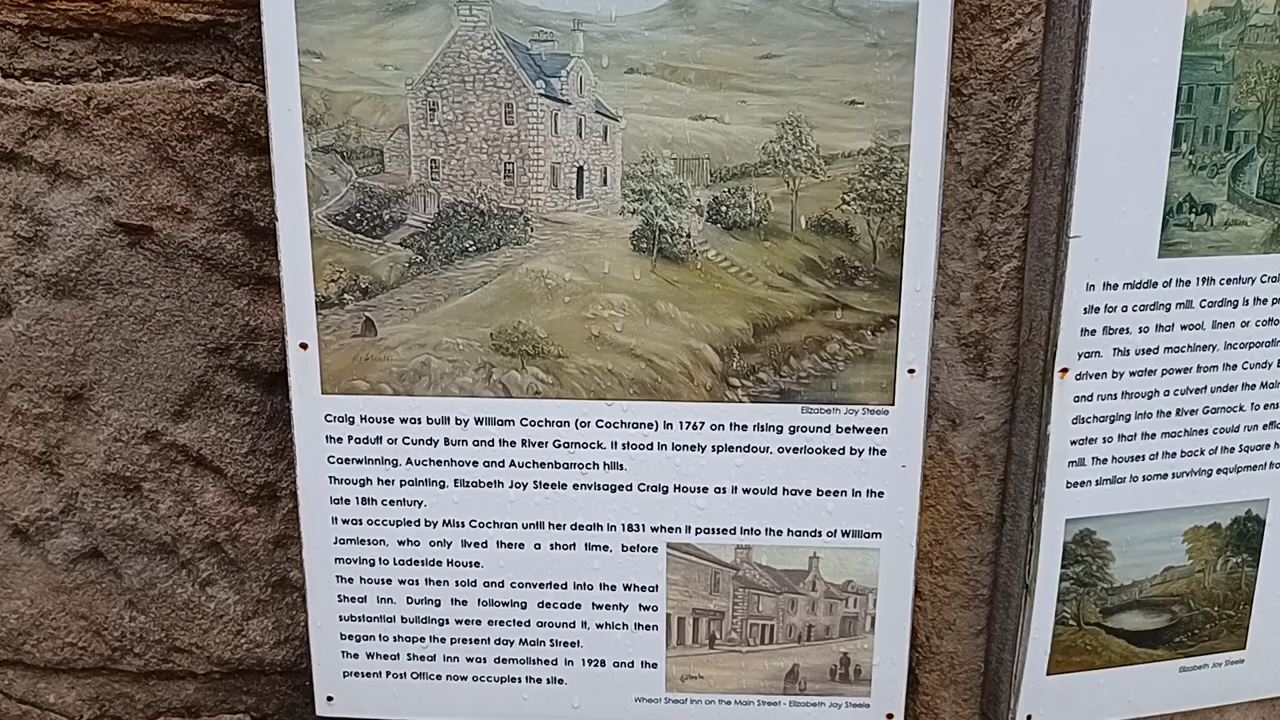 Elizabeth Joy Steele
Craig House was built by William Cochran (or Cochrane) in 1767 on the rising ground between
the Paduff or Cundy Burn and the River Garnock. It stood in lonely splendour, overlooked by the
Caerwinning, Auchenhove and Auchenbarroch hills.
Through her painting, Elizabeth Joy Steele envisaged Craig House as it would have been in the
late 18th century.
It was occupied by Miss Cochran until her death in 1831 when it passed into the hands of William
Jamieson, who only lived there a short time, before
moving to Ladeside House.
The house was then sold and converted into the Wheat
Sheaf Inn. During the following decade twenty two
substantial buildings were erected around it, which then
began to shape the present day Main Street.
The Wheat Sheaf Inn was demolished in 1928 and the
present Post Office now occupies the site.
Wheat Sheaf Inn on the Main Street - Elizabeth Joy Steele
In the middle of the 19th century
site for a carding mill. Carding is the
the fibres, so that wool, linen or
yarn. This used machinery,
driven by water power from the Cundy
and runs through a culvert under the
discharging into the River Garnock. To
water so that the machines could run
mill. The houses at the back of the Square
been similar to some surviving equipment
Elizabeth Joy Steele